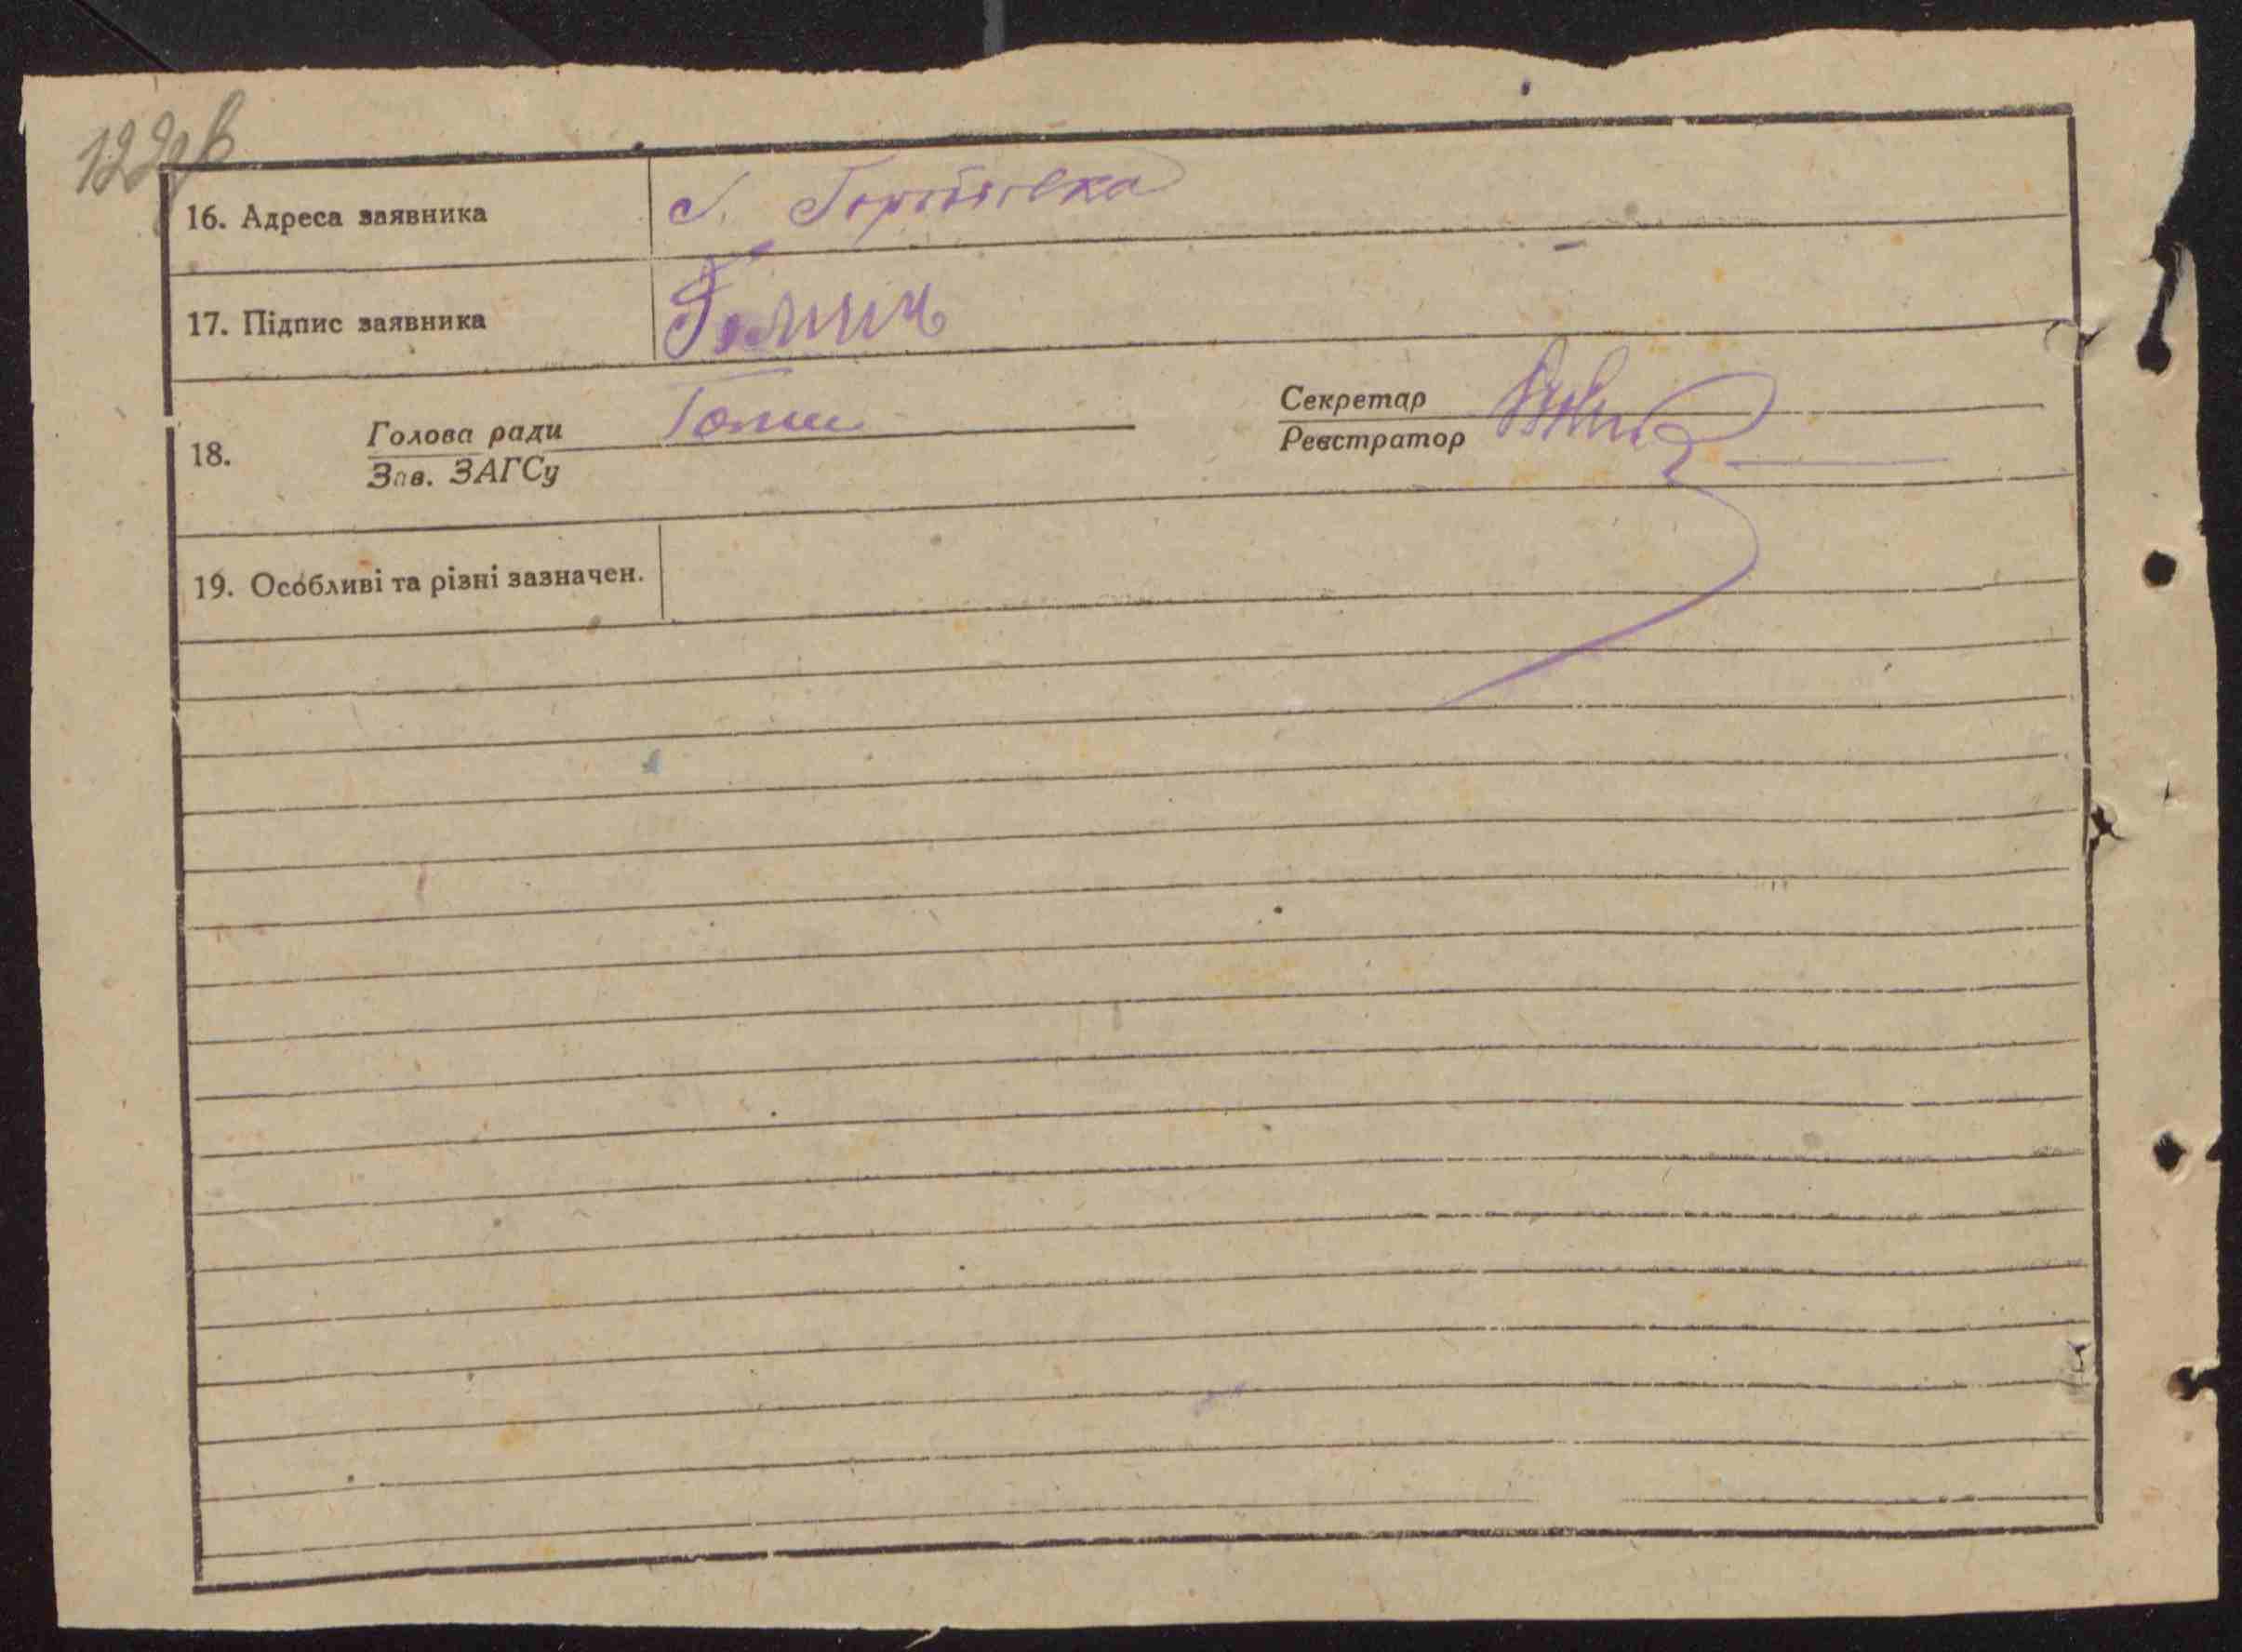 122зв
16. Адреса заявника с. Горбовка
17. Підпис заявника
18. Голова ради
Зав. ЗАГСу
Секретар
Реєстратор
19. Особливі та різні зазначен.